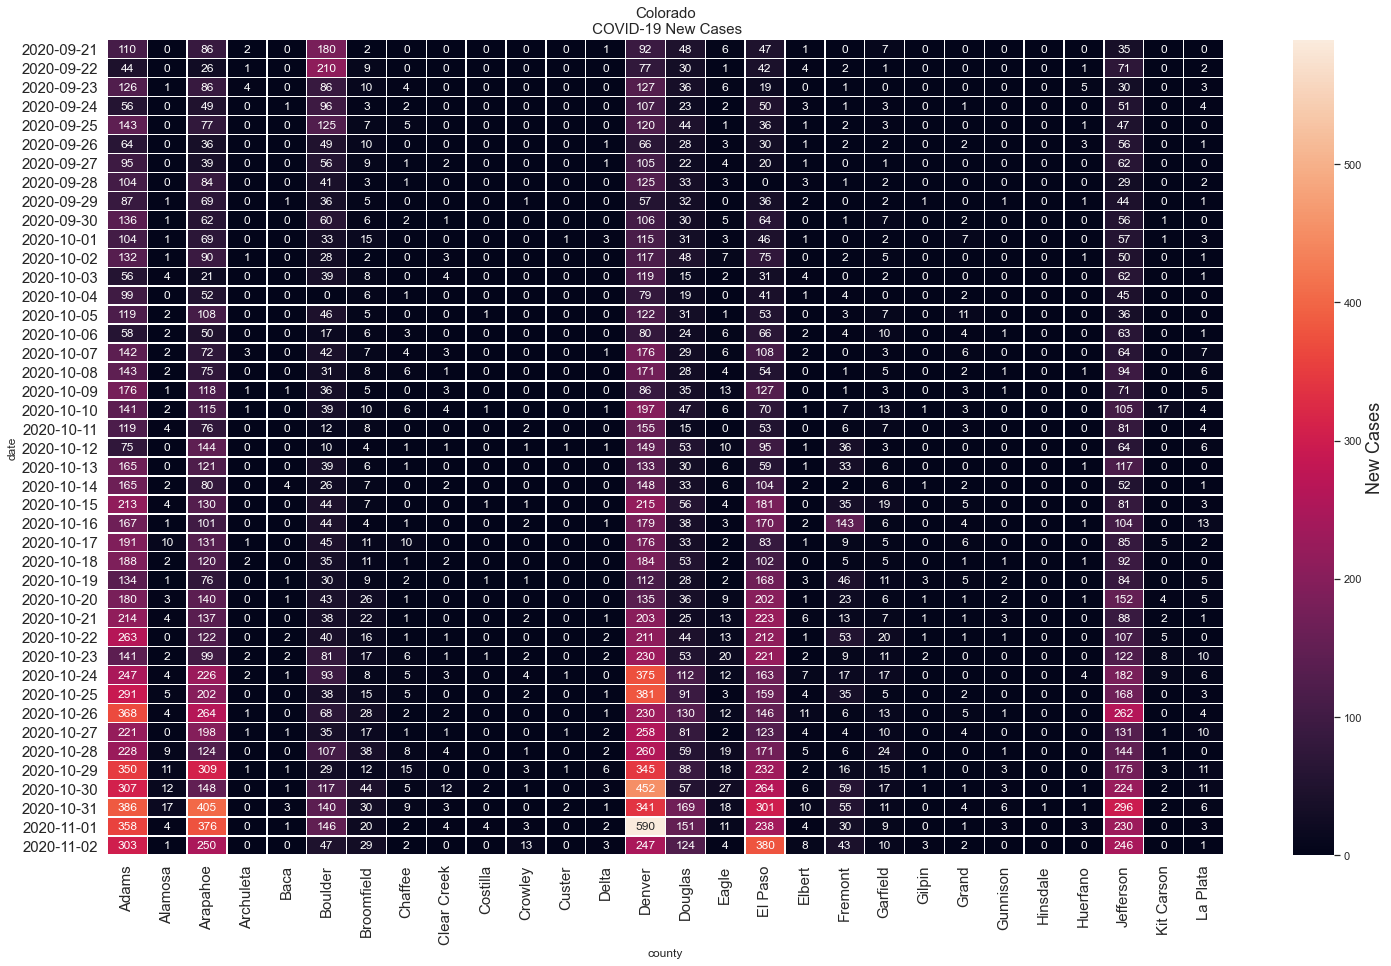 Colorado
COVID-19 New Cases
2020-09-21 110 0 86 2 0 180 2 0 0 0 0 0 1 92 48 6 47 1 0 7 0 0 0 0 35 0 0
2020-09-22 44 0 26 1 0 210 9 0 0 0 0 0 0 77 30 1 42 4 2 1 0 0 0 1 71 0 2
2020-09-23 126 1 86 4 0 86 10 4 0 0 0 0 0 127 36 6 19 0 1 0 0 0 0 5 30 0 3
2020-09-24 56 0 49 0 1 96 3 2 0 0 0 0 0 107 23 2 50 3 1 3 0 1 0 0 0 51 0 4
2020-09-25 143 0 77 0 0 125 7 5 0 0 0 0 0 120 44 1 36 1 2 3 0 0 0 0 1 47 0 0
2020-09-26 64 0 36 0 0 49 10 0 0 0 0 0 1 66 28 3 30 1 2 2 0 2 0 0 3 56 0 1
2020-09-27 95 0 39 0 0 56 9 1 2 0 0 0 1 105 22 4 20 1 0 1 0 0 0 0 0 62 0 0
2020-09-28 104 0 84 0 0 41 3 1 0 0 0 0 0 125 33 3 0 3 1 2 0 0 0 0 0 29 0 2
2020-09-29 87 1 69 0 1 36 5 0 0 0 1 0 0 57 32 0 36 2 0 2 1 0 1 0 1 44 0 1
2020-09-30 136 1 62 0 0 60 6 2 1 0 0 0 0 106 30 5 64 0 1 7 0 2 0 0 0 56 1 0
2020-10-01 104 1 69 0 0 33 15 0 0 0 0 1 3 115 31 3 46 1 0 2 0 7 0 0 0 57 1 3
2020-10-02 132 1 90 1 0 28 2 0 3 0 0 0 0 117 48 7 75 0 2 5 0 0 0 0 1 50 0 1
2020-10-03 56 4 21 0 0 39 8 0 4 0 0 0 0 119 15 2 31 4 0 2 0 0 0 0 0 62 0 1
2020-10-04 99 0 52 0 0 0 6 1 0 0 0 0 0 79 19 0 41 1 4 0 0 2 0 0 0 45 0 0
2020-10-05 119 2 108 0 0 46 5 0 0 1 0 0 0 122 31 1 53 0 3 7 0 11 0 0 0 36 0 0
2020-10-06 58 2 50 0 0 17 6 3 0 0 0 0 0 80 24 6 66 2 4 10 0 4 1 0 0 63 0 1
2020-10-07 142 2 72 3 0 42 7 4 3 0 0 0 1 176 29 6 108 2 0 3 0 6 0 0 0 64 0 7
2020-10-08 143 2 75 0 0 31 8 6 1 0 0 0 0 171 28 4 54 0 1 5 0 2 1 0 1 94 0 6
2020-10-09 176 1 118 1 1 36 5 0 3 0 0 0 0 86 35 13 127 0 1 3 0 3 1 0 0 71 0 5
2020-10-10 141 2 115 1 0 39 10 6 4 1 0 0 1 197 47 6 70 1 7 13 1 3 0 0 0 105 17 4
2020-10-11 119 4 76 0 0 12 8 0 0 0 2 0 0 155 15 0 53 0 6 7 0 3 0 0 0 81 0 4
2020-10-12 75 0 144 0 0 10 4 1 1 0 1 1 1 149 53 10 95 1 36 3 0 0 0 0 0 64 0 6
2020-10-13 165 0 121 0 0 39 6 1 0 0 0 0 0 133 30 6 59 1 33 6 0 0 0 0 1 117 0 0
2020-10-14 165 2 80 0 4 26 7 0 2 0 0 0 0 148 33 6 104 2 2 6 1 2 0 0 0 52 0 1
2020-10-15 213 4 130 0 0 44 7 0 0 1 1 0 0 215 56 4 181 0 35 19 0 5 0 0 0 81 0 3
2020-10-16 167 1 101 0 0 44 4 1 0 0 2 0 1 179 38 3 170 2 143 6 0 4 0 0 1 104 0 13
2020-10-17 191 10 131 1 0 45 11 10 0 0 0 0 0 176 33 2 83 1 9 5 0 6 0 0 0 85 5 2
2020-10-18 188 2 120 2 0 35 11 1 2 0 0 0 0 184 53 2 102 0 5 5 0 1 1 0 1 92 0 0
2020-10-19 134 1 76 0 1 30 9 2 0 1 1 0 0 112 28 2 168 3 46 11 3 5 2 0 0 84 0 5
2020-10-20 180 3 140 0 1 43 26 1 0 0 0 0 0 135 36 9 202 1 23 6 1 1 2 0 1 152 4 5
2020-10-21 214 4 137 0 0 38 22 1 0 0 2 0 1 203 25 13 223 6 13 7 1 1 3 0 0 88 2 1
2020-10-22 263 0 122 0 2 40 16 1 1 0 0 0 2 211 44 13 212 1 53 20 1 1 1 0 0 107 5 0
2020-10-23 141 2 99 2 2 81 17 6 1 1 2 0 2 230 53 20 221 2 9 11 2 0 0 0 0 122 8 10
2020-10-24 247 4 226 2 1 93 8 5 3 0 4 1 0 375 112 12 163 7 17 17 0 0 0 0 4 182 9 6
2020-10-25 291 5 202 0 0 38 15 5 0 0 2 0 1 381 91 3 159 4 35 5 0 2 0 0 0 168 0 3
2020-10-26 368 4 264 1 0 68 28 2 2 0 0 0 1 230 130 12 146 11 6 13 0 5 1 0 0 262 0 4
2020-10-27 221 0 198 1 1 35 17 1 1 0 0 1 2 258 81 2 123 4 4 10 0 4 0 0 0 131 1 10
2020-10-28 228 9 124 0 0 107 38 8 4 0 1 0 2 260 59 19 171 5 6 24 0 0 1 0 0 144 1 0
2020-10-29 350 11 309 1 1 29 12 15 0 0 3 1 6 345 88 18 232 2 16 15 1 0 3 0 0 175 3 11
2020-10-30 307 12 148 0 1 117 44 5 12 2 1 0 3 452 57 27 264 6 59 17 1 1 3 0 1 224 2 11
2020-10-31 386 17 405 0 3 140 30 9 3 0 0 2 1 341 169 18 301 10 55 11 0 4 6 1 1 296 2 6
2020-11-01 358 4 376 0 1 146 20 2 4 4 3 0 2 590 151 11 238 4 30 9 0 1 3 0 3 230 0 3
2020-11-02 303 1 250 0 0 47 29 2 0 0 13 0 3 247 124 4 380 8 43 10 3 2 0 0 0 246 0 1
date
Adams
Alamosa
Arapahoe
Archuleta
Baca
Boulder
Broomfield
Chaffee
Clear Creek
Costilla
Crowley
Custer
Delta
Denver
Douglas
Eagle
El Paso
Elbert
Fremont
Garfield
Gilpin
Grand
Gunnison
Hinsdale
Huerfano
Jefferson
Kit Carson
La Plata
county
500
400
300
200
100
0
New Cases